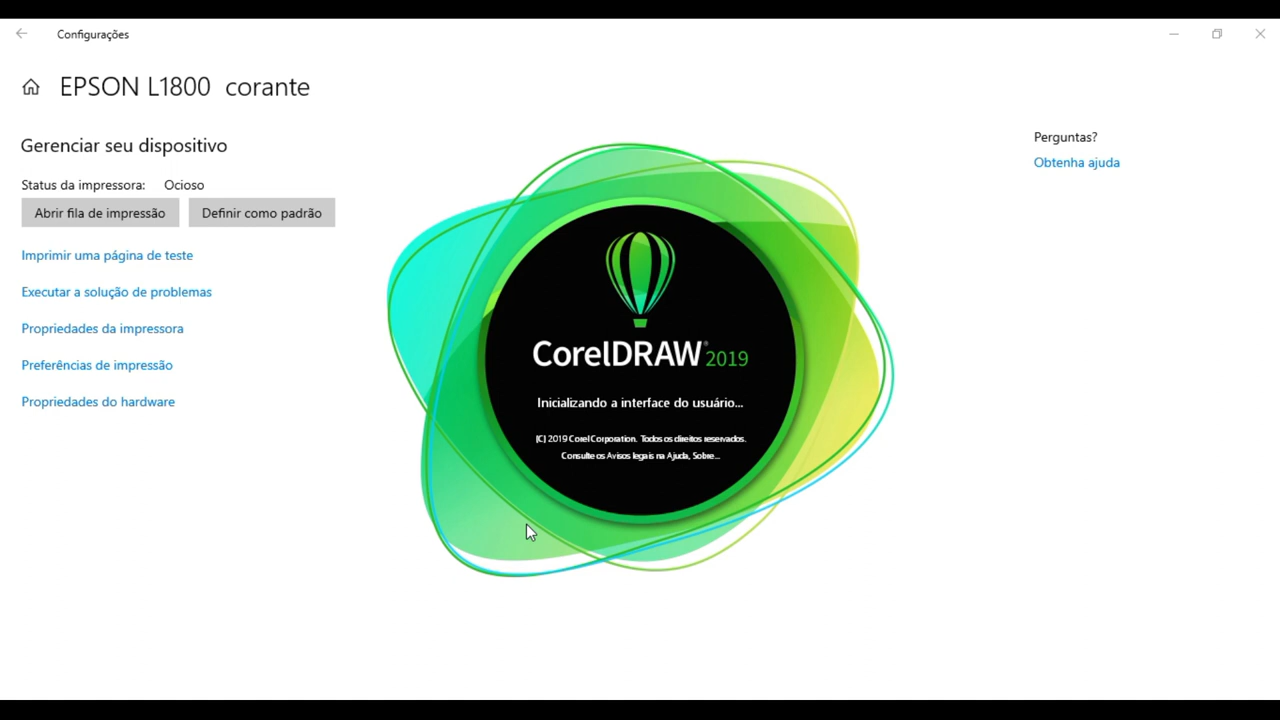 Configurações
EPSON L1800  corante
Gerenciar seu dispositivo
Status da impressora: Ocioso
Abrir fila de impressão
Definir como padrão
Imprimir uma página de teste
Executar a solução de problemas
Propriedades da impressora
Preferências de impressão
Propriedades do hardware
CorelDRAW® 2019
Inicializando a interface do usuário...
(C) 2019 Corel Corporation. Todos os direitos reservados.
Consulte os Avisos legais na Ajuda, Sobre...
Perguntas?
Obtenha ajuda